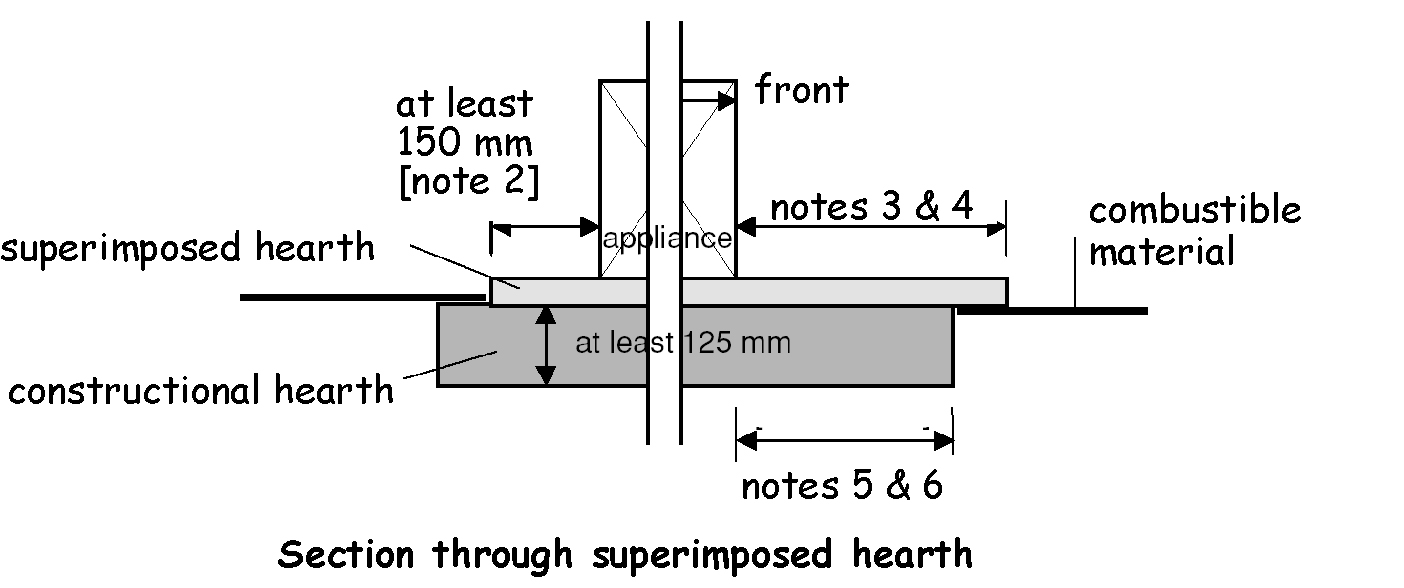 at least
150 mm
[note 2]
front
notes 3 & 4
combustible
material
superimposed hearth
appliance
at least 125 mm
constructional hearth
notes 5 & 6
Section through superimposed hearth